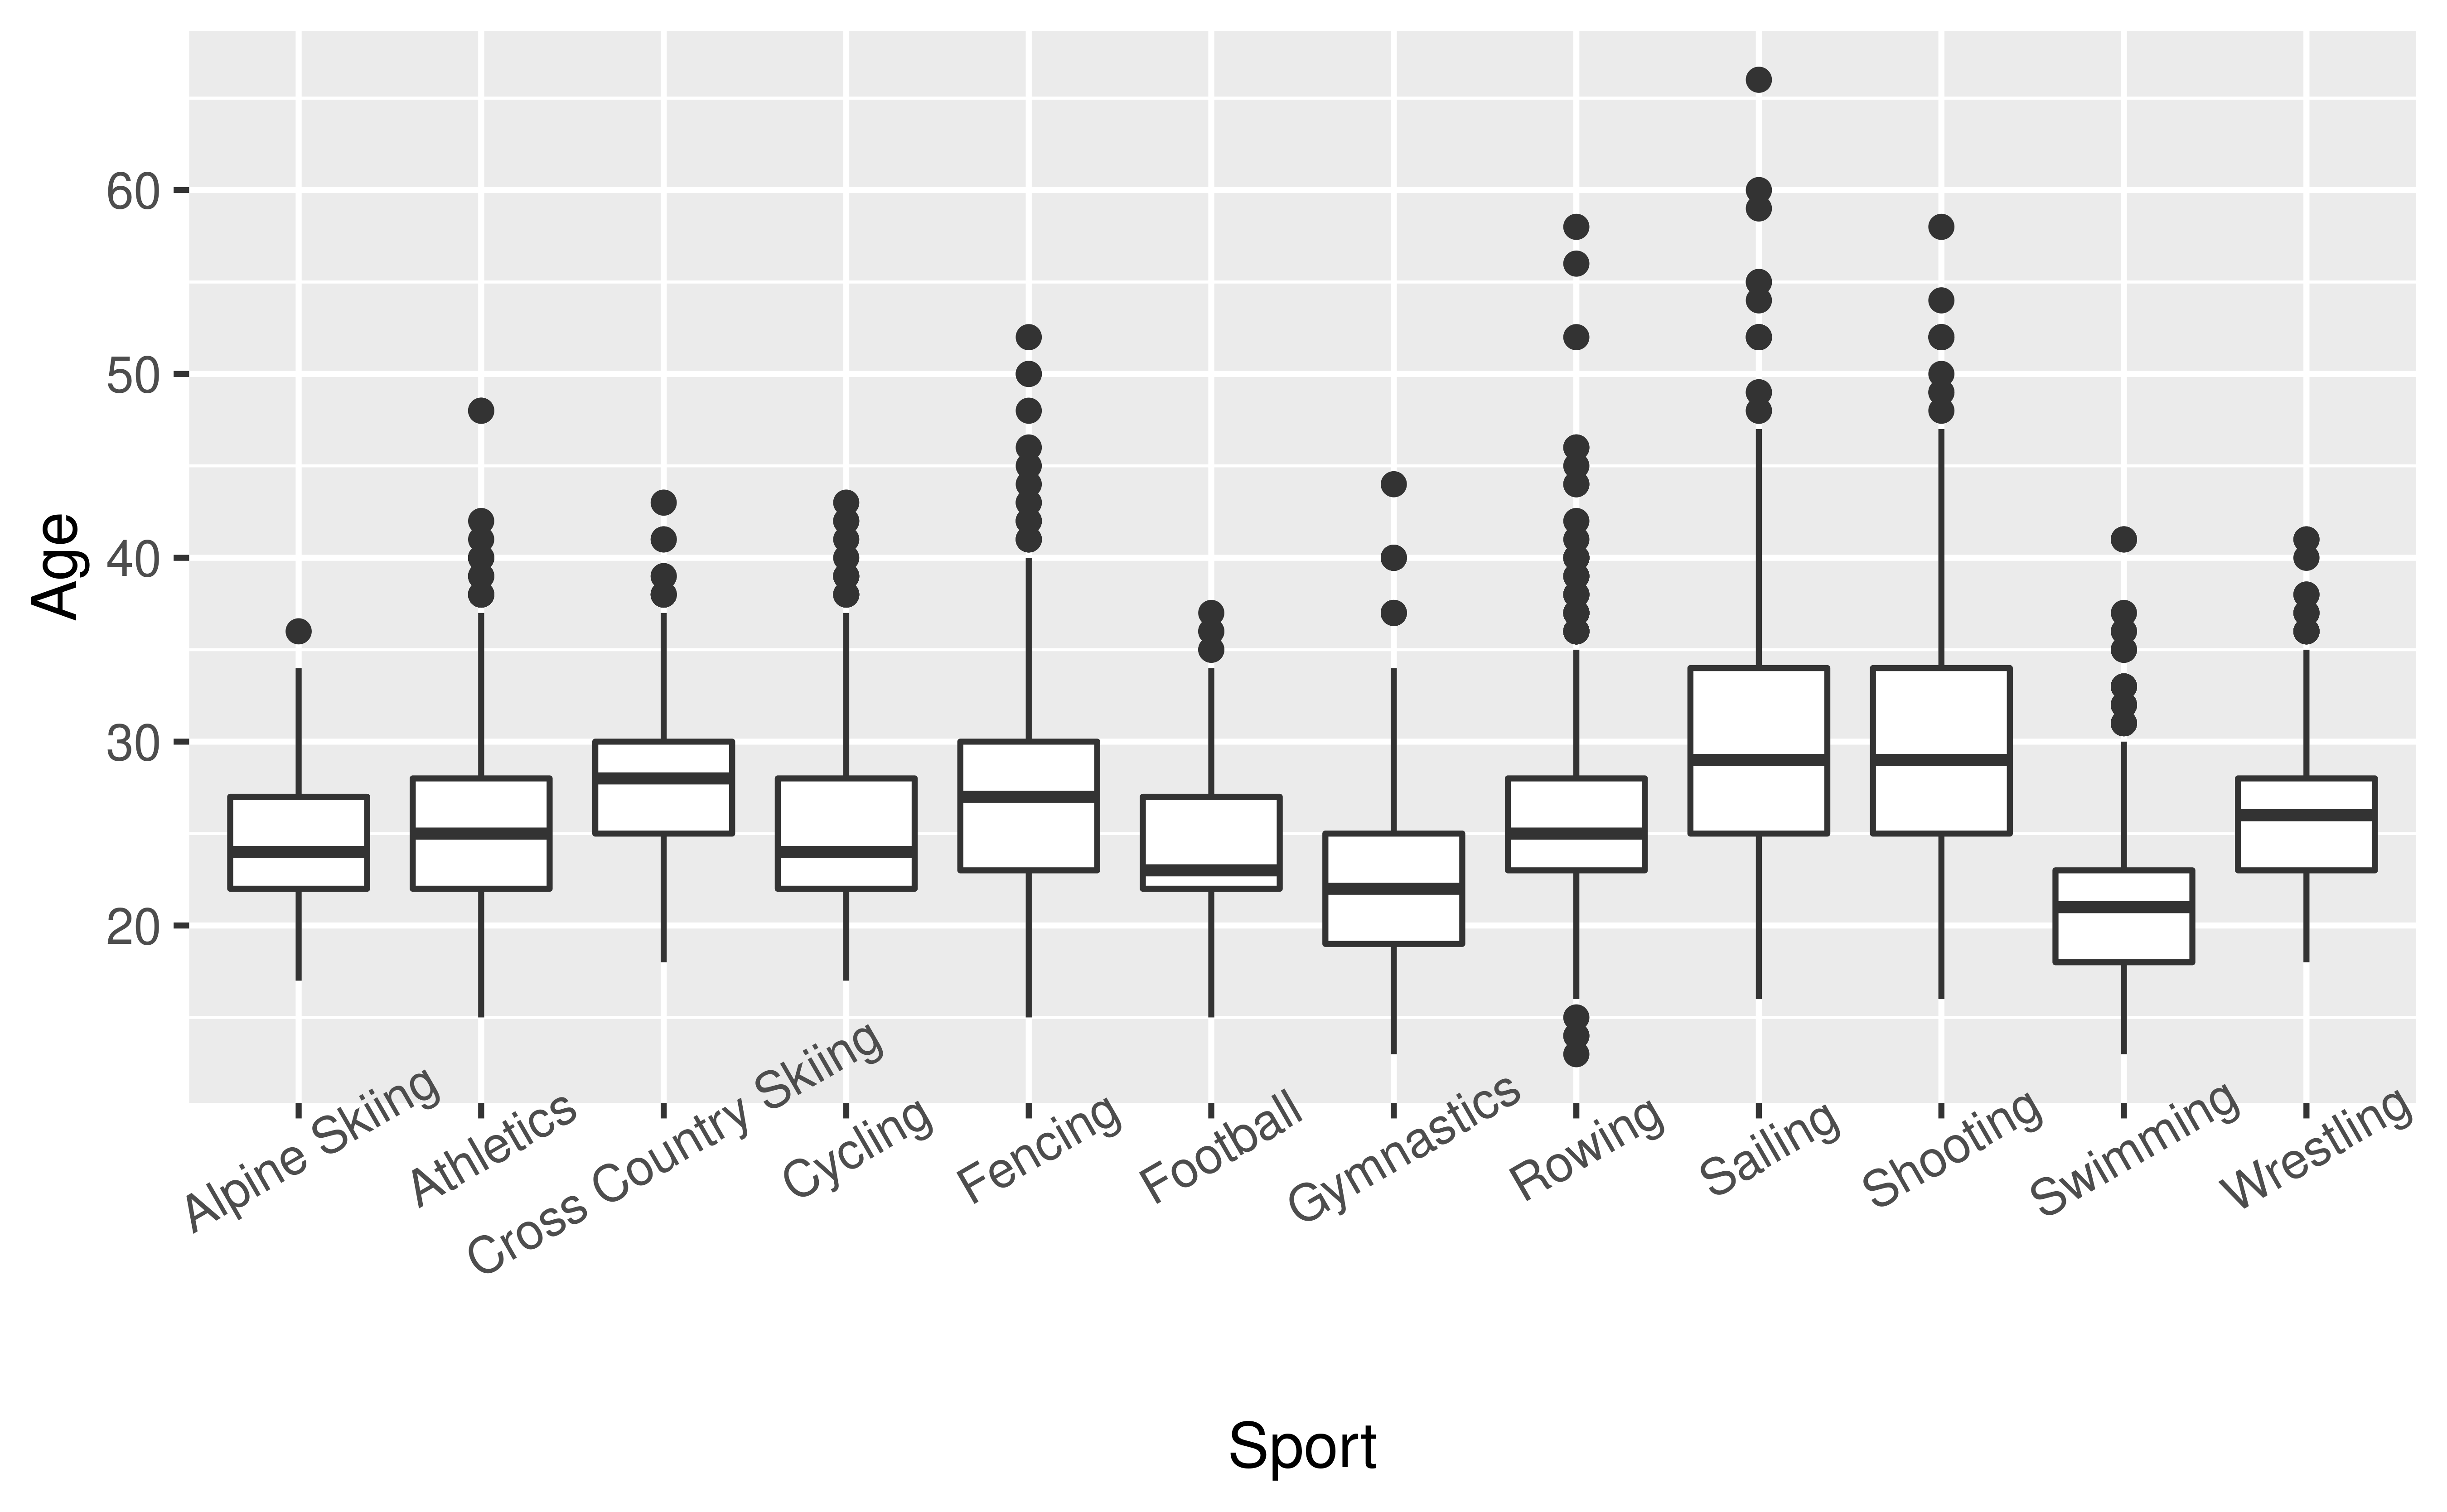 Age
60
50
40
30
20
Alpine Skiing
Athletics
Cross Country Skiing
Cycling
Fencing
Football
Gymnastics
Rowing
Sailing
Shooting
Swimming
Wrestling
Sport